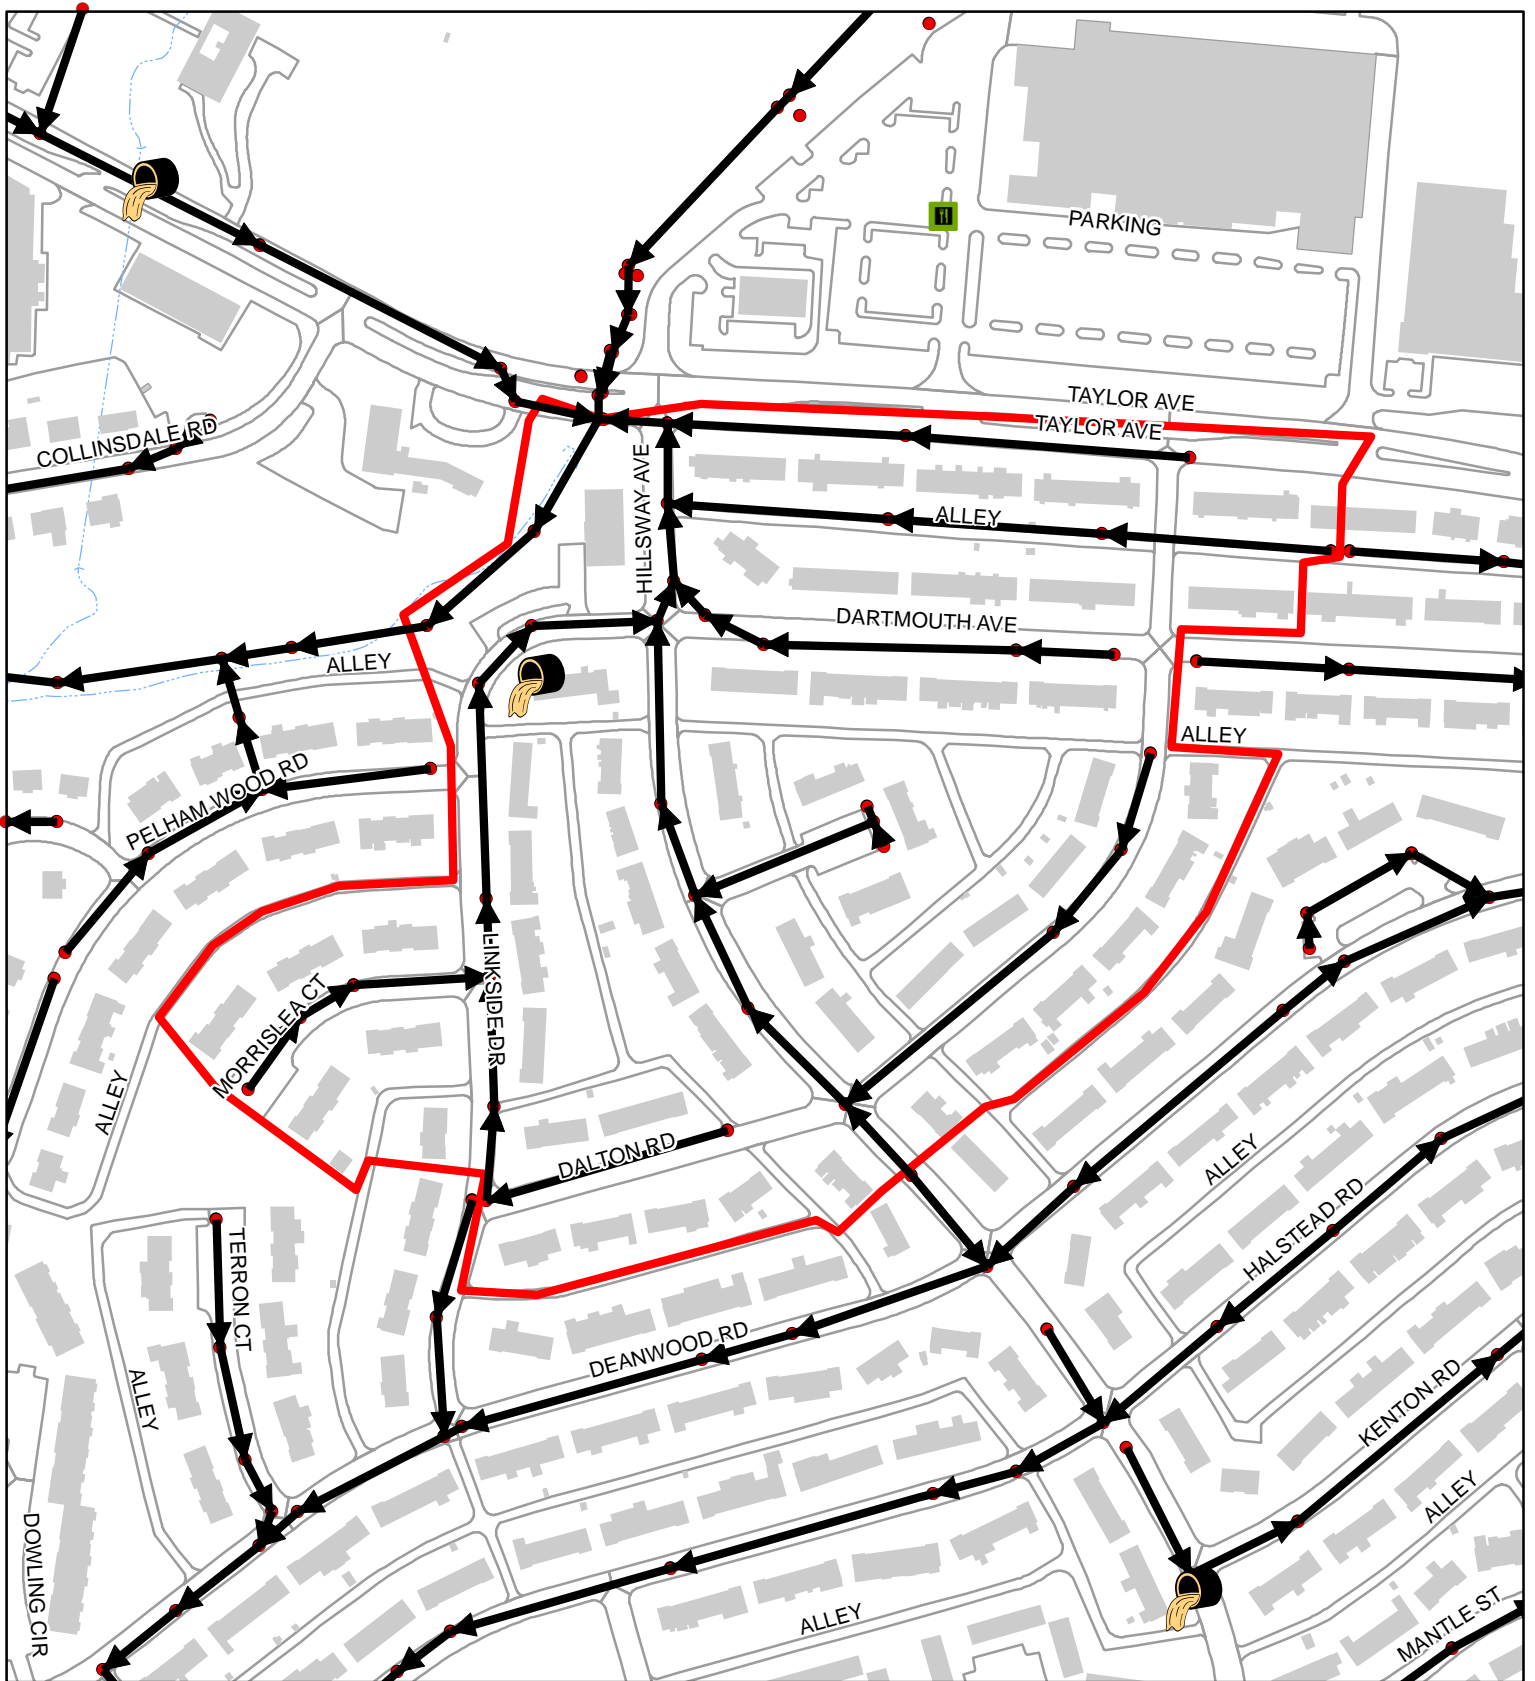 PARKING
TAYLOR AVE
TAYLOR AVE
COLLINSDALE RD
HILLSWAY AVE
ALLEY
DARTMOUTH AVE
ALLEY
ALLEY
PELHAM WOOD RD
LINKSIDE DR
MORRISLEA CT
ALLEY
DALTON RD
ALLEY
HALSTEAD RD
TERRON CT
DEANWOOD RD
ALLEY
KENTON RD
ALLEY
DOWLING CIR
ALLEY
MANTLE ST